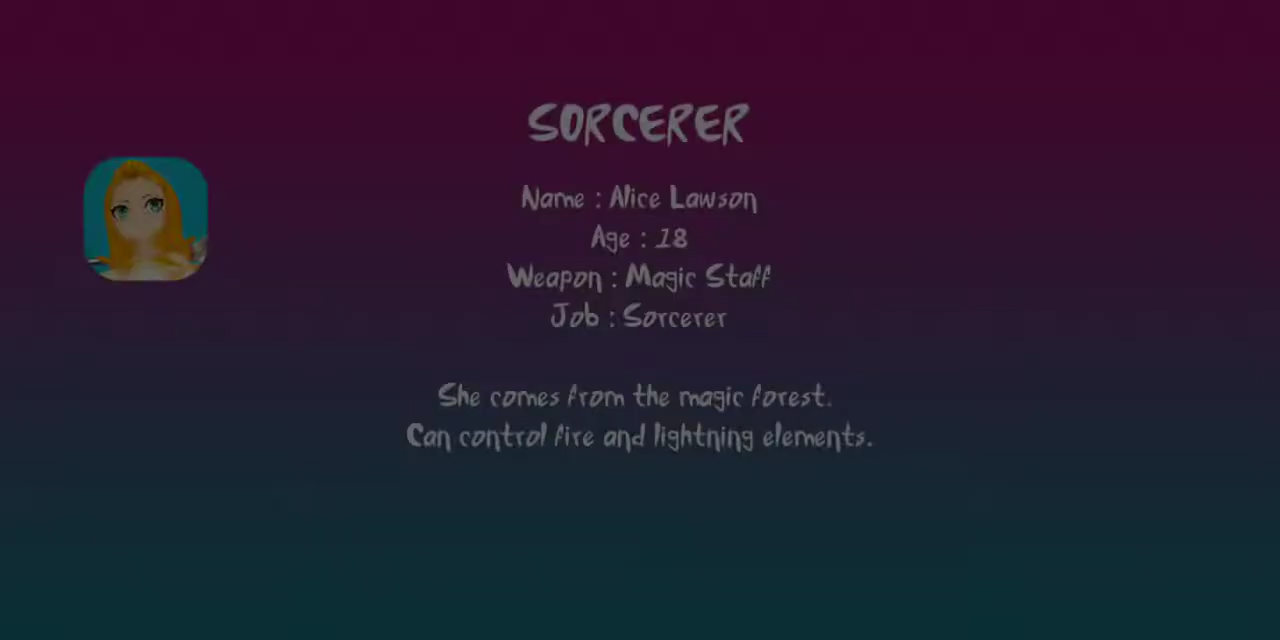 SORCERER
Name : Alice Lawson
Age : 18
Weapon : Magic Staff
Job : Sorcerer
She comes from the magic forest.
Can control fire and lightning elements.